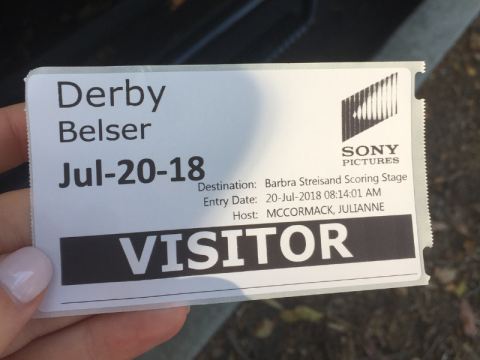 Derby
Belser
Jul-20-18
SONY
PICTURES
Destination: Barbra Streisand Scoring Stage
Entry Date: 20-Jul-2018 08:14:01 AM
Host: MCCORMACK, JULIANNE
VISITOR